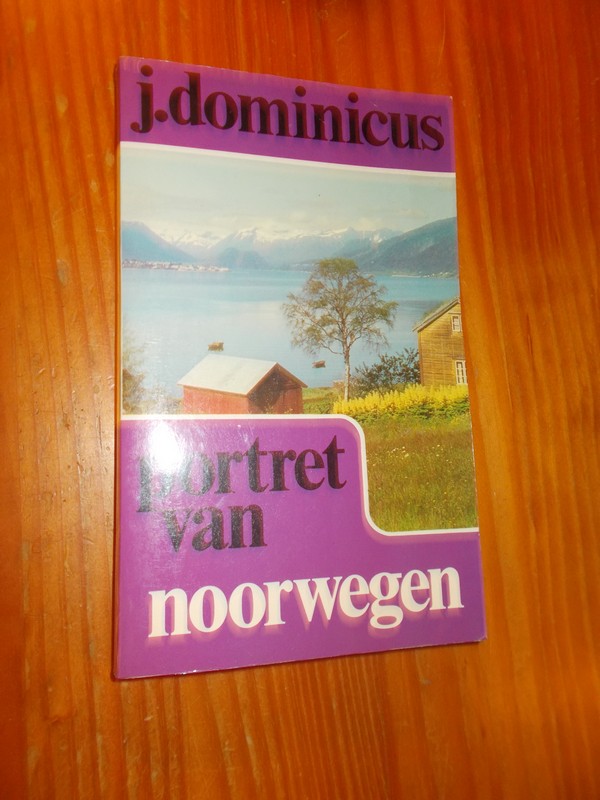 j.dominicus
portret
van
noorwegen